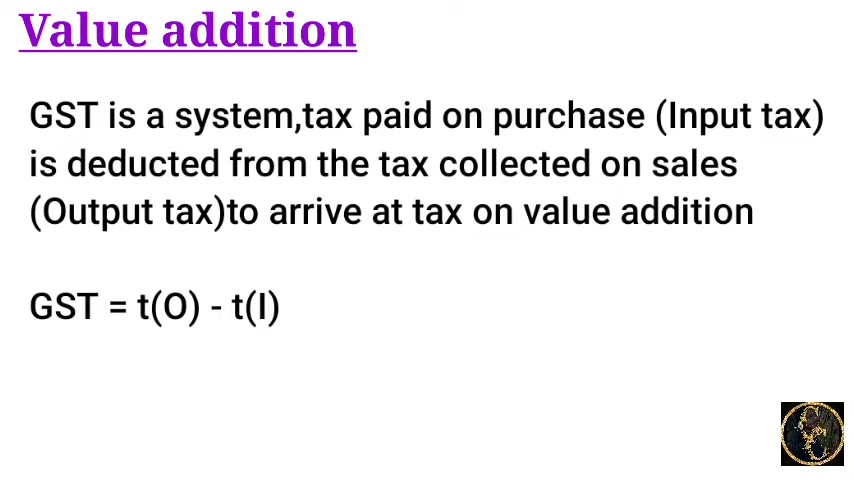 Value addition
GST is a system,tax paid on purchase (Input tax)
is deducted from the tax collected on sales
(Output tax)to arrive at tax on value addition
GST = t(O) - t(I)